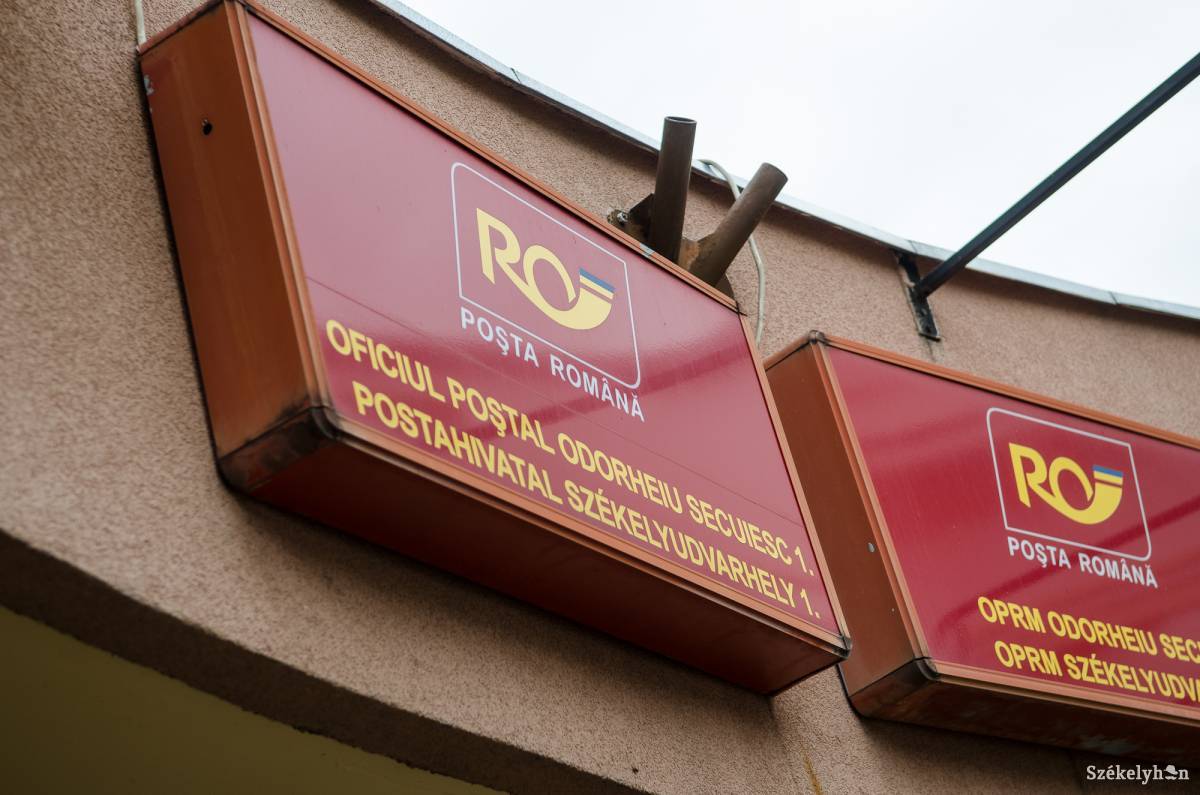 RO
POŞTA ROMÂNĂ
OFICIUL POŞTAL ODORHEIU SECUIESC 1.
POSTAHIVATAL SZÉKELYUDVARHELY 1.
RO
POŞTA ROMÂNĂ
OPRM ODORHEIU SEC
OPRM SZÉKELYUDVA
Székelyhon